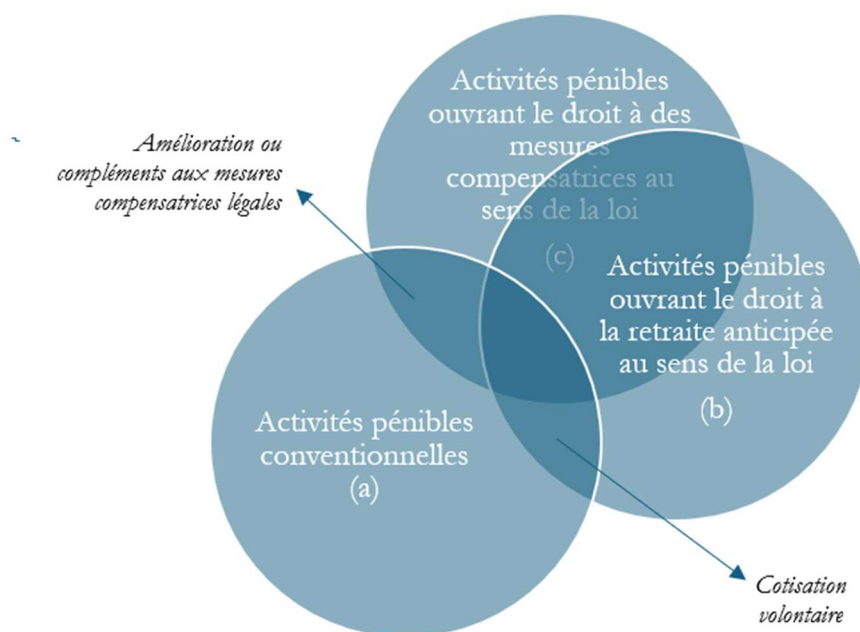 Activités pénibles
ouvrant le droit à des
mesures
compensatrices au
sens de la loi
(c)
Amélioration ou
compléments aux mesures
compensatrices légales
Activités pénibles
ouvrant le droit à
la retraite anticipée
au sens de la loi
(b)
Activités pénibles
conventionnelles
(a)
Cotisation
volontaire